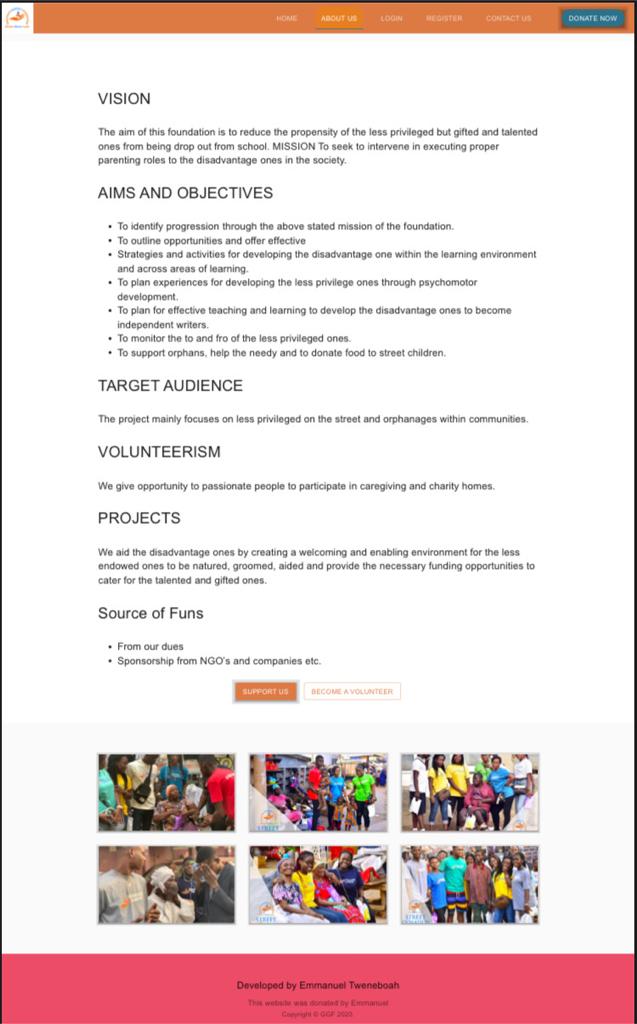 HOME ABOUT US LOGIN REGISTER CONTACT US DONATE NOW
VISION
The aim of this foundation is to reduce the propensity of the less privileged but gifted and talented
ones from being drop out from school. MISSION To seek to intervene in executing proper
parenting roles to the disadvantage ones in the society.
AIMS AND OBJECTIVES
• To identify progression through the above stated mission of the foundation.
• To outline opportunities and offer effective
• Strategies and activities for developing the disadvantage one within the learning environment
and across areas of learning.
• To plan experiences for developing the less privilege ones through psychomotor
development.
• To plan for effective teaching and learning to develop the disadvantage ones to become
independent writers.
• To monitor the to and fro of the less privileged ones.
• To support orphans, help the needy and to donate food to street children.
TARGET AUDIENCE
The project mainly focuses on less privileged on the street and orphanages within communities.
VOLUNTEERISM
We give opportunity to passionate people to participate in caregiving and charity homes.
PROJECTS
We aid the disadvantage ones by creating a welcoming and enabling environment for the less
endowed ones to be natured, groomed, aided and provide the necessary funding opportunities to
cater for the talented and gifted ones.
Source of Funs
• From our dues
• Sponsorship from NGO's and companies etc.
SUPPORT US BECOME A VOLUNTEER
STREET
STREET
STREET
Developed by Emmanuel Tweneboah
This website was donated by Emmanuel
Copyright © GGF 2020